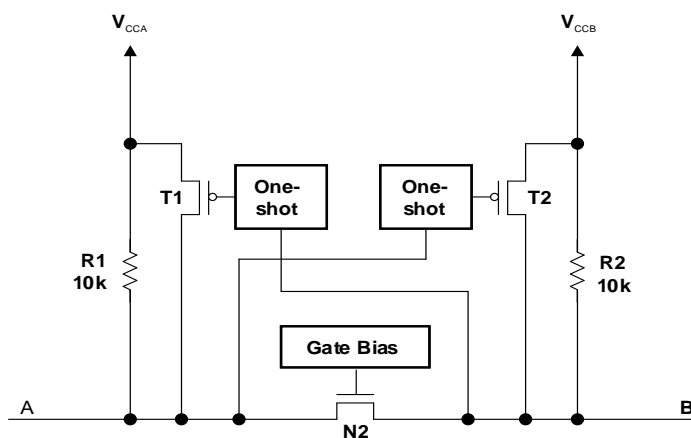 VCCA
VCCB
T1
One-
shot
One-
shot
T2
R1
10k
R2
10k
Gate Bias
A
B
N2